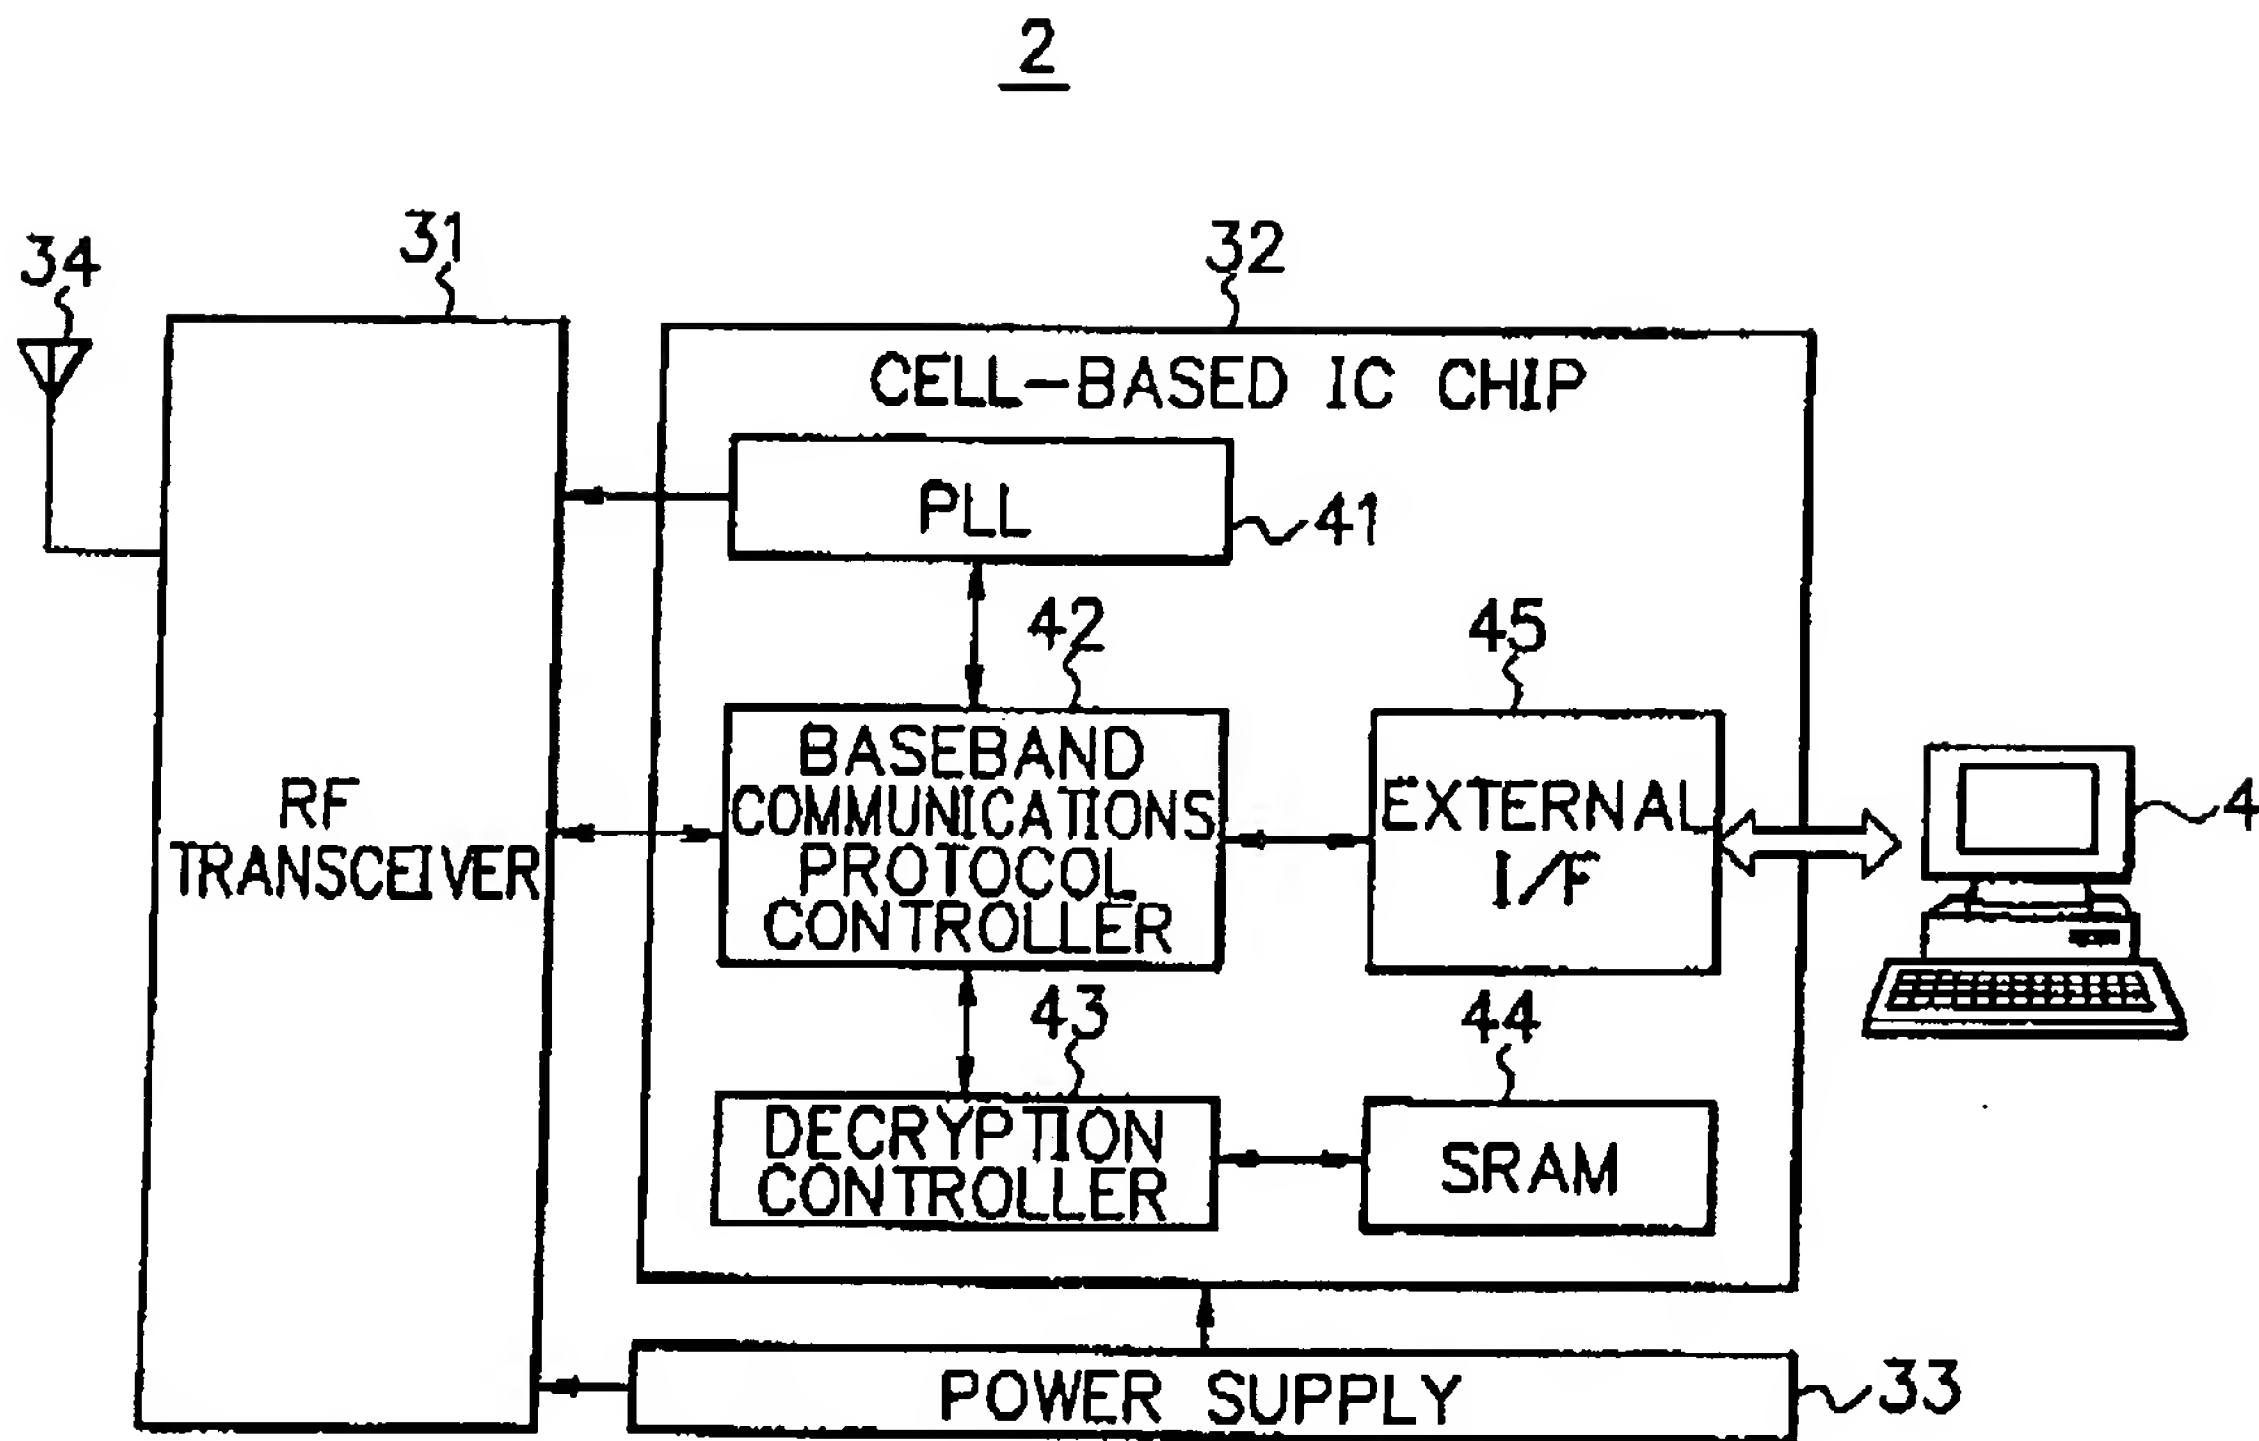 2
34
31
32
CELL-BASED IC CHIP
PLL
41
42
45
BASEBAND
COMMUNICATIONS
PROTOCOL
CONTROLLER
EXTERNAL
I/F
4
RF
TRANSCEIVER
43
44
DECRYPTION
CONTROLLER
SRAM
POWER SUPPLY
33